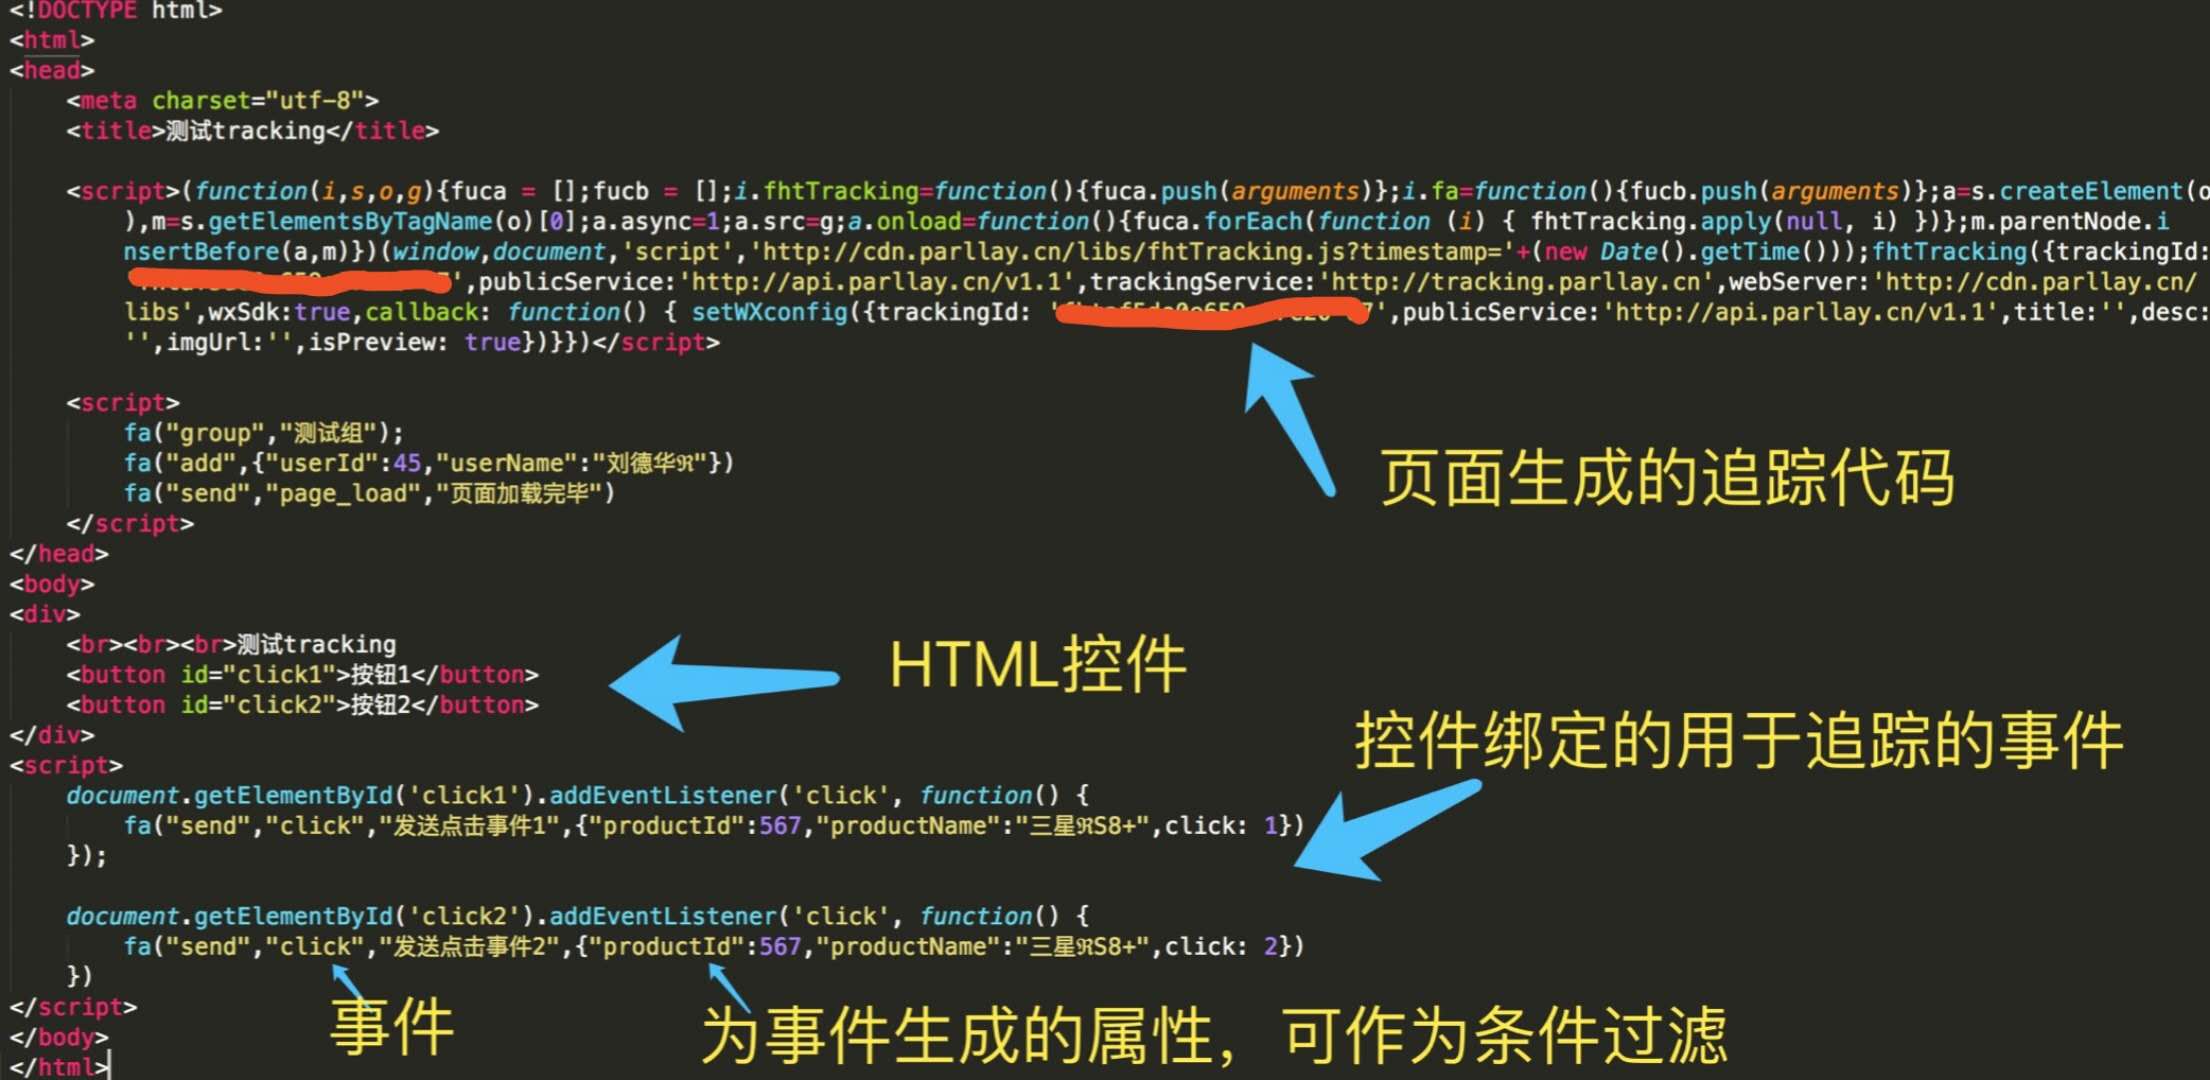 <!DOCTYPE html>
<html>
<head>
<meta charset="utf-8">
<title>测试tracking</title>
<script>(function(i,s,o,g){fuca = [];fucb = [];i.fhtTracking=function(){fuca.push(arguments)};i.fa=function(){fucb.push(arguments)};a=s.createElement(o
),m=s.getElementsByTagName(o)[0];a.async=1;a.src=g;a.onload=function(){fuca.forEach(function (i) { fhtTracking.apply(null, i) })};m.parentNode.i
nsertBefore(a,m)})(window,document,'script','http://cdn.parllay.cn/libs/fhtTracking.js?timestamp='+(new Date().getTime()));fhtTracking({trackingId:
',publicService:'http://api.parllay.cn/v1.1',trackingService:'http://tracking.parllay.cn',webServer:'http://cdn.parllay.cn/
libs',wxSdk:true,callback: function() { setWXconfig({trackingId: ',publicService:'http://api.parllay.cn/v1.1',title:'',desc:
'',imgUrl:'',isPreview: true})}})</script>
页面生成的追踪代码
<script>
fa("group","测试组");
fa("add",{"userId":45,"userName":"刘德华ℜ"})
fa("send","page_load","页面加载完毕")
</script>
</head>
<body>
<div>
<br><br><br>测试tracking
<button id="click1">按钮1</button>
<button id="click2">按钮2</button>
HTML控件
</div>
<script>
控件绑定的用于追踪的事件
document.getElementById('click1').addEventListener('click', function() {
fa("send","click","发送点击事件1",{"productId":567,"productName":"三星ℜS8+",click: 1})
});
document.getElementById('click2').addEventListener('click', function() {
fa("send","click","发送点击事件2",{"productId":567,"productName":"三星ℜS8+",click: 2})
})
</script>
事件
为事件生成的属性，可作为条件过滤
</body>
</html>